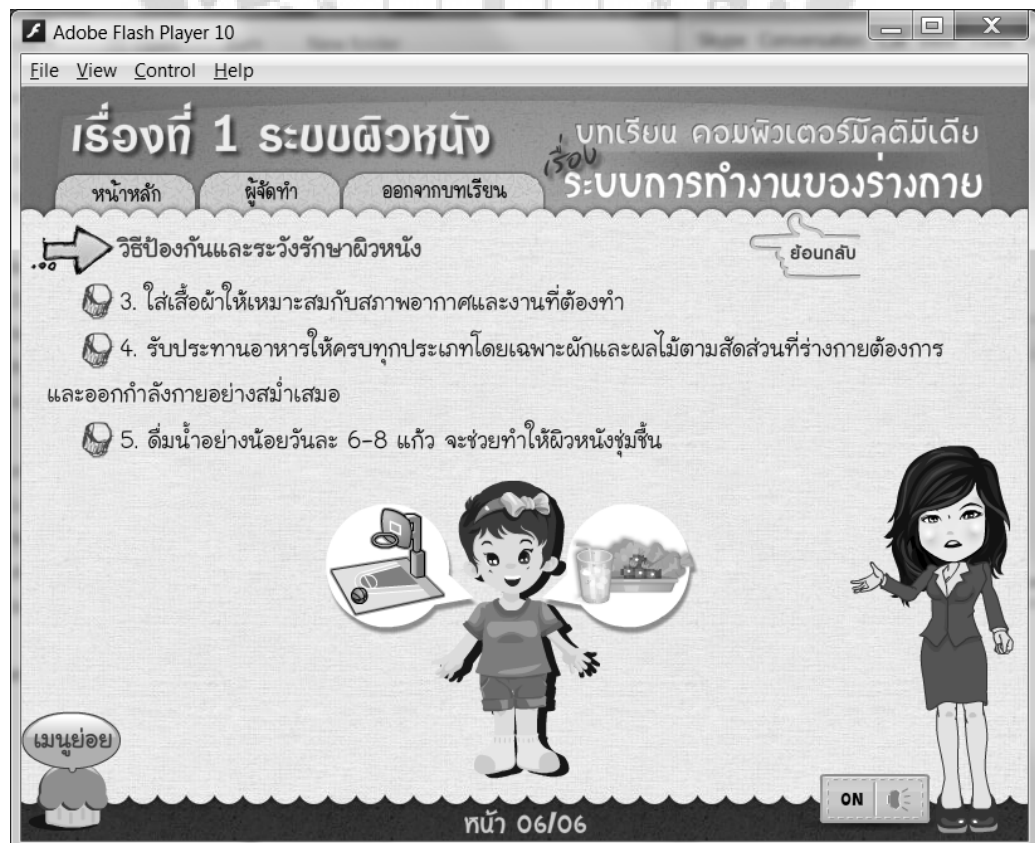 Adobe Flash Player 10
File View Control Help
เรื่องที่ 1 ระบบผิวหนัง
บทเรียน คอมพิวเตอร์มัลติมีเดีย
เรื่อง
ระบบการทำงานของร่างกาย
หน้าหลัก
ผู้จัดทำ
ออกจากบทเรียน
วิธีป้องกันและระวังรักษาผิวหนัง
ย้อนกลับ
3. ใส่เสื้อผ้าให้เหมาะสมกับสภาพอากาศและงานที่ต้องทำ
4. รับประทานอาหารให้ครบทุกประเภทโดยเฉพาะผักและผลไม้ตามสัดส่วนที่ร่างกายต้องการ
และออกกำลังกายอย่างสม่ำเสมอ
5. ดื่มน้ำอย่างน้อยวันละ 6-8 แก้ว จะช่วยทำให้ผิวหนังชุ่มชื้น
เมนูย่อย
ON
หน้า 06/06